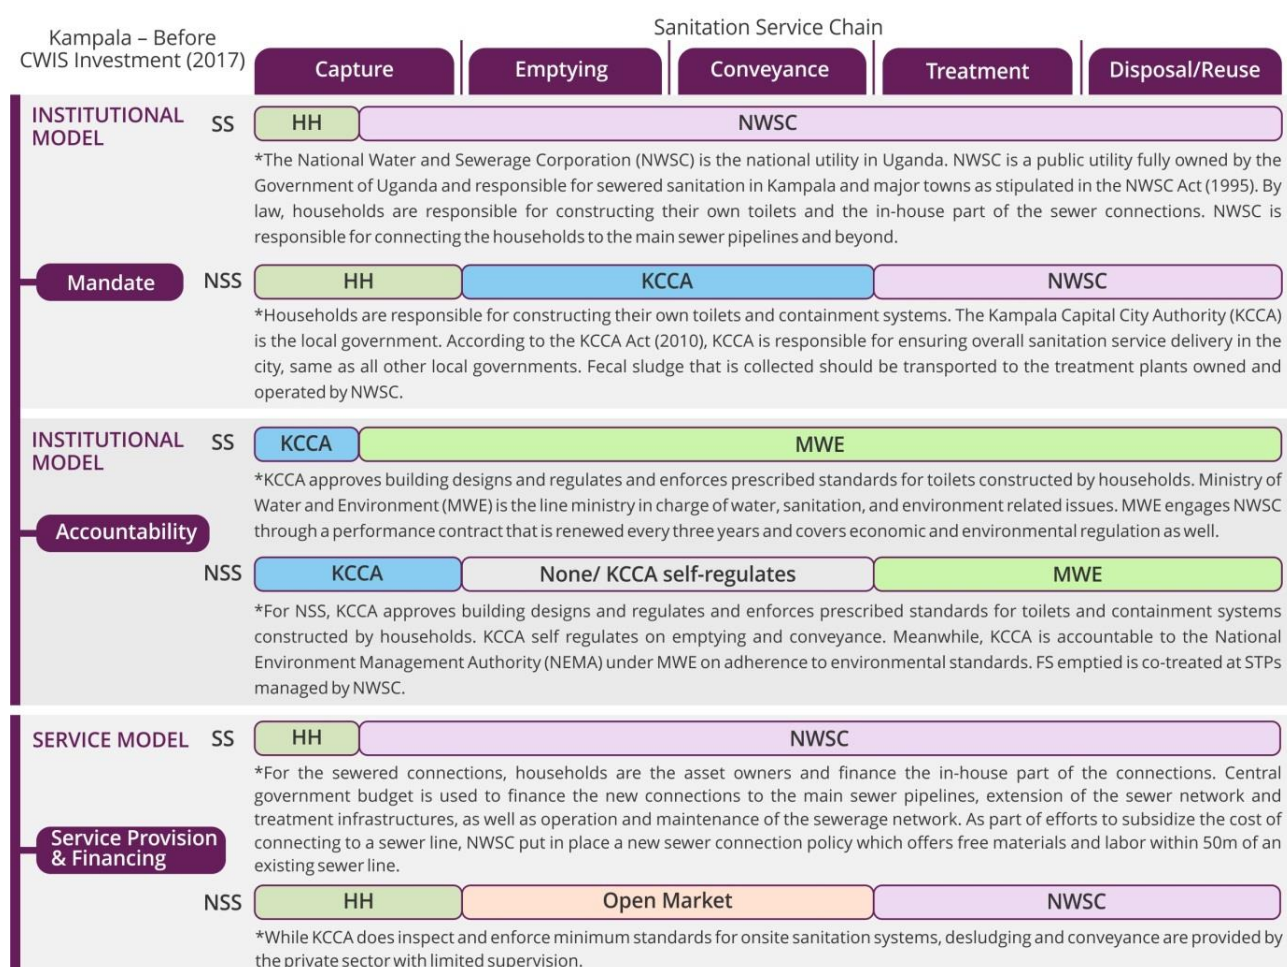 Kampala – Before
CWIS Investment (2017)
Sanitation Service Chain
Capture
Emptying
Conveyance
Treatment
Disposal/Reuse
INSTITUTIONAL
MODEL
SS
HH
NWSC
*The National Water and Sewerage Corporation (NWSC) is the national utility in Uganda. NWSC is a public utility fully owned by the
Government of Uganda and responsible for sewered sanitation in Kampala and major towns as stipulated in the NWSC Act (1995). By
law, households are responsible for constructing their own toilets and the in-house part of the sewer connections. NWSC is
responsible for connecting the households to the main sewer pipelines and beyond.
Mandate
NSS
HH
KCCA
NWSC
*Households are responsible for constructing their own toilets and containment systems. The Kampala Capital City Authority (KCCA)
is the local government. According to the KCCA Act (2010), KCCA is responsible for ensuring overall sanitation service delivery in the
city, same as all other local governments. Fecal sludge that is collected should be transported to the treatment plants owned and
operated by NWSC.
INSTITUTIONAL
MODEL
SS
KCCA
MWE
*KCCA approves building designs and regulates and enforces prescribed standards for toilets constructed by households. Ministry of
Water and Environment (MWE) is the line ministry in charge of water, sanitation, and environment related issues. MWE engages NWSC
through a performance contract that is renewed every three years and covers economic and environmental regulation as well.
Accountability
NSS
KCCA
None/ KCCA self-regulates
MWE
*For NSS, KCCA approves building designs and regulates and enforces prescribed standards for toilets and containment systems
constructed by households. KCCA self regulates on emptying and conveyance. Meanwhile, KCCA is accountable to the National
Environment Management Authority (NEMA) under MWE on adherence to environmental standards. FS emptied is co-treated at STPs
managed by NWSC.
SERVICE MODEL
SS
HH
NWSC
*For the sewered connections, households are the asset owners and finance the in-house part of the connections. Central
government budget is used to finance the new connections to the main sewer pipelines, extension of the sewer network and
treatment infrastructures, as well as operation and maintenance of the sewerage network. As part of efforts to subsidize the cost of
connecting to a sewer line, NWSC put in place a new sewer connection policy which offers free materials and labor within 50m of an
existing sewer line.
Service Provision
& Financing
NSS
HH
Open Market
NWSC
*While KCCA does inspect and enforce minimum standards for onsite sanitation systems, desludging and conveyance are provided by
the private sector with limited supervision.